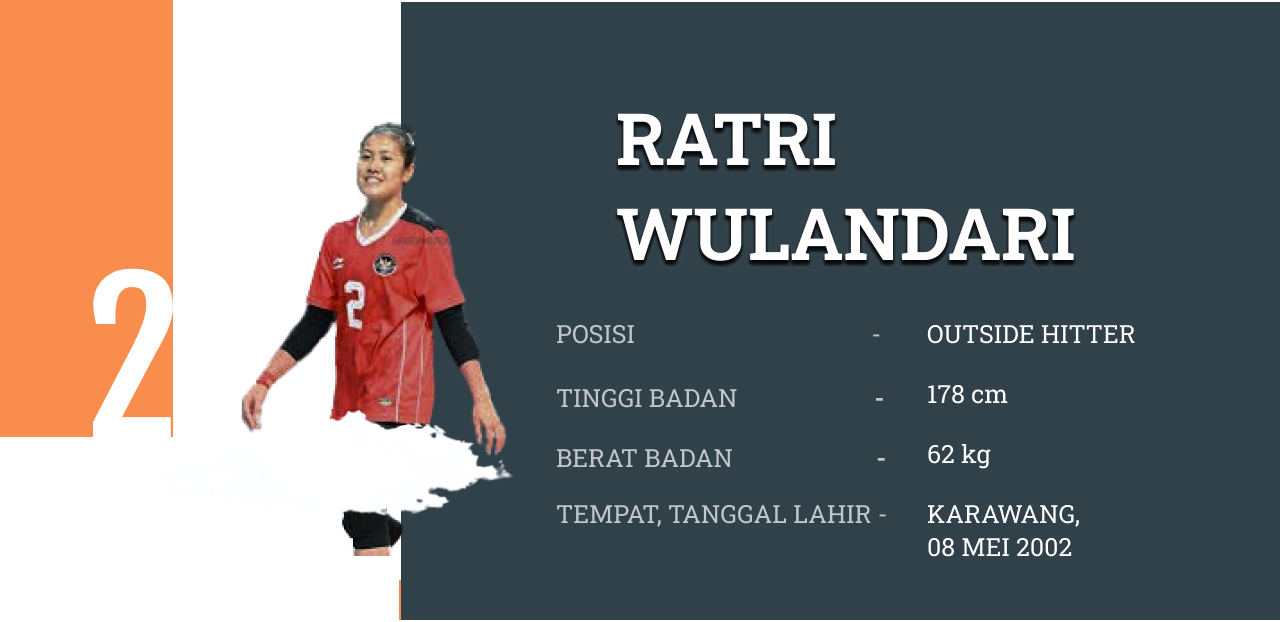 2
RATRI
WULANDARI
2
POSISI - OUTSIDE HITTER
TINGGI BADAN - 178 cm
BERAT BADAN - 62 kg
TEMPAT, TANGGAL LAHIR - KARAWANG,
08 MEI 2002